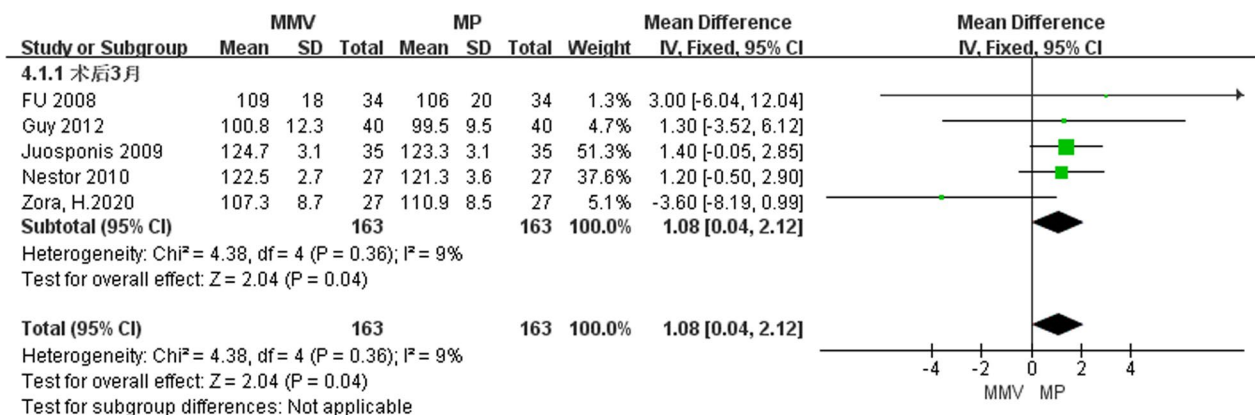 MMV MP Mean Difference Mean Difference
Study or Subgroup Mean SD Total Mean SD Total Weight IV, Fixed, 95% CI IV, Fixed, 95% CI
4.1.1 术后3月
FU 2008 109 18 34 106 20 34 1.3% 3.00 [-6.04, 12.04]
Guy 2012 100.8 12.3 40 99.5 9.5 40 4.7% 1.30 [-3.52, 6.12]
Juosponis 2009 124.7 3.1 35 123.3 3.1 35 51.3% 1.40 [-0.05, 2.85]
Nestor 2010 122.5 2.7 27 121.3 3.6 27 37.6% 1.20 [-0.50, 2.90]
Zora, H.2020 107.3 8.7 27 110.9 8.5 27 5.1% -3.60 [-8.19, 0.99]
Subtotal (95% CI) 163 163 100.0% 1.08 [0.04, 2.12]
Heterogeneity: Chi² = 4.38, df = 4 (P = 0.36); I² = 9%
Test for overall effect: Z = 2.04 (P = 0.04)
Total (95% CI) 163 163 100.0% 1.08 [0.04, 2.12]
Heterogeneity: Chi² = 4.38, df = 4 (P = 0.36); I² = 9%
Test for overall effect: Z = 2.04 (P = 0.04)
Test for subgroup differences: Not applicable
-4 -2 0 2 4
MMV MP